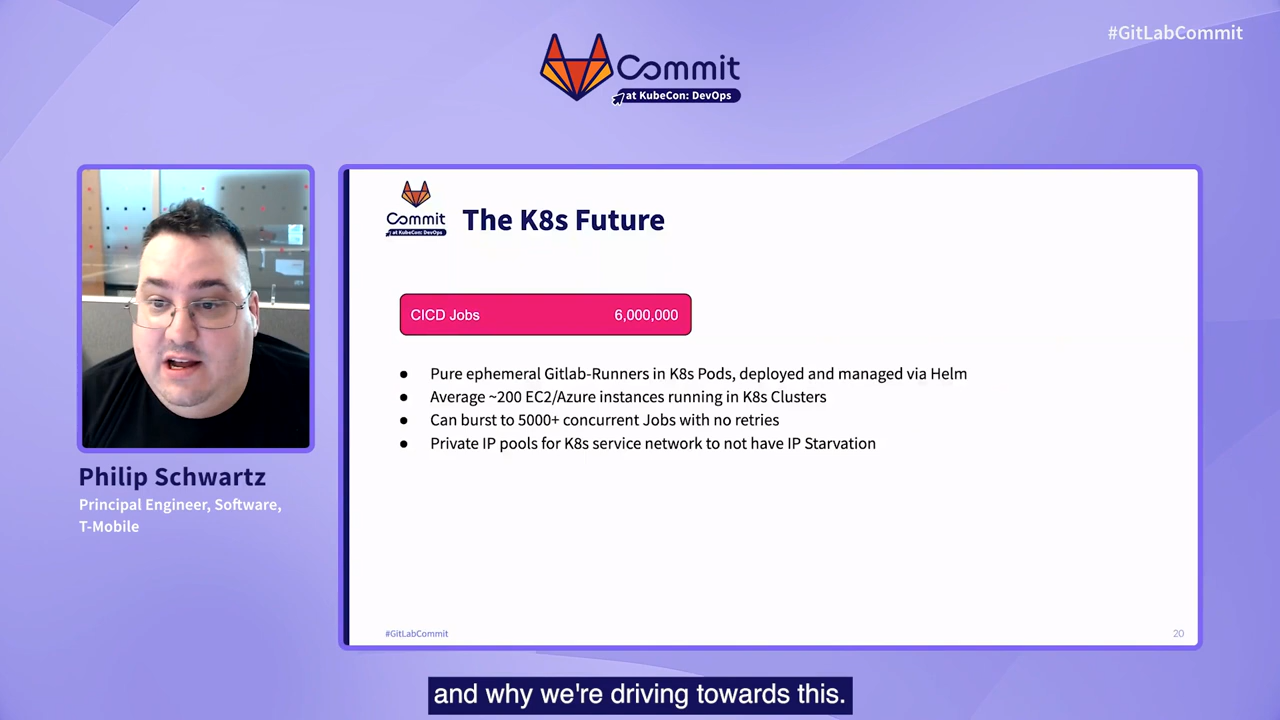 #GitLabCommit
Commit
at KubeCon: DevOps
Commit
at KubeCon: DevOps
The K8s Future
CICD Jobs 6,000,000
● Pure ephemeral Gitlab-Runners in K8s Pods, deployed and managed via Helm
● Average ~200 EC2/Azure instances running in K8s Clusters
● Can burst to 5000+ concurrent Jobs with no retries
● Private IP pools for K8s service network to not have IP Starvation
Philip Schwartz
Principal Engineer, Software,
T-Mobile
#GitLabCommit
20
and why we're driving towards this.